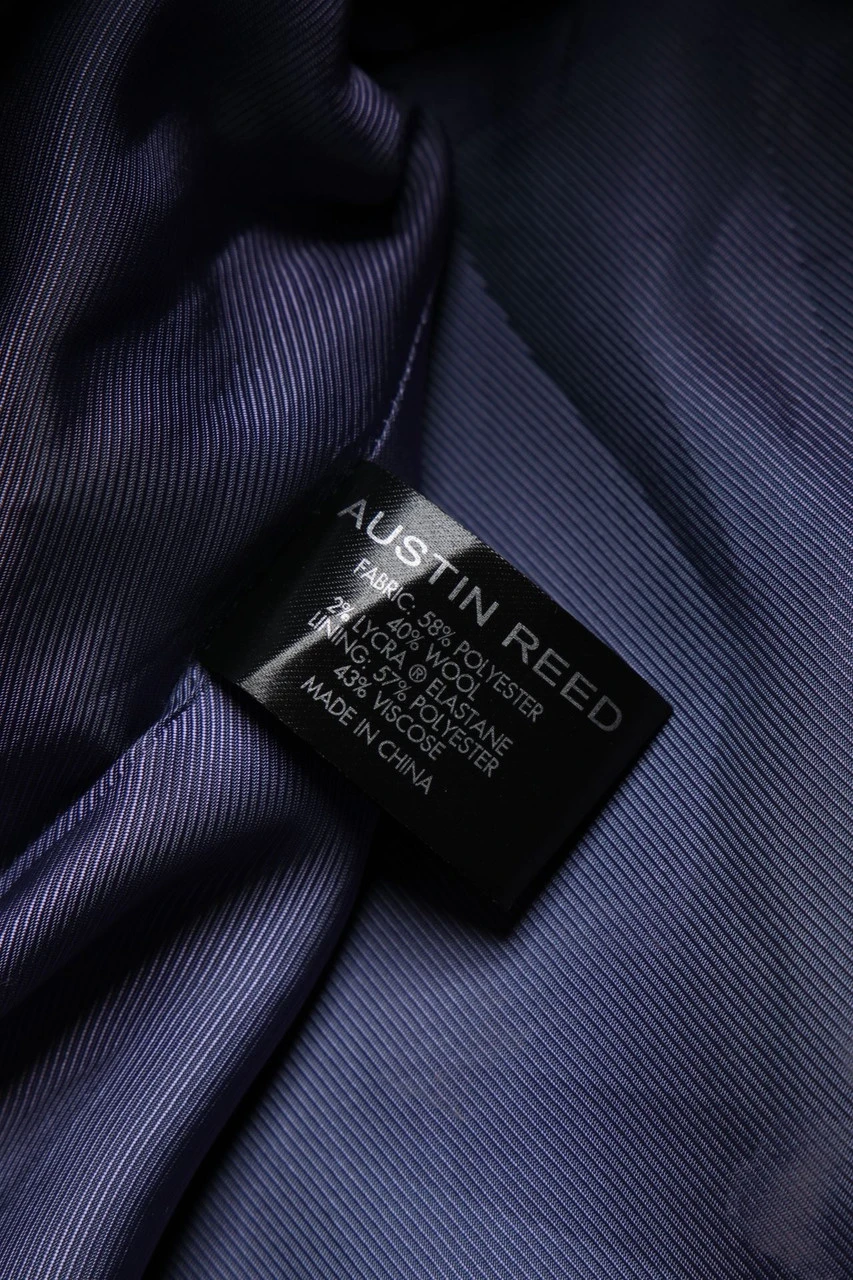 AUSTIN REED
FABRIC: 58% POLYESTER
40% WOOL
2% LYCRA ® ELASTANE
LINING: 57% POLYESTER
43% VISCOSE
MADE IN CHINA